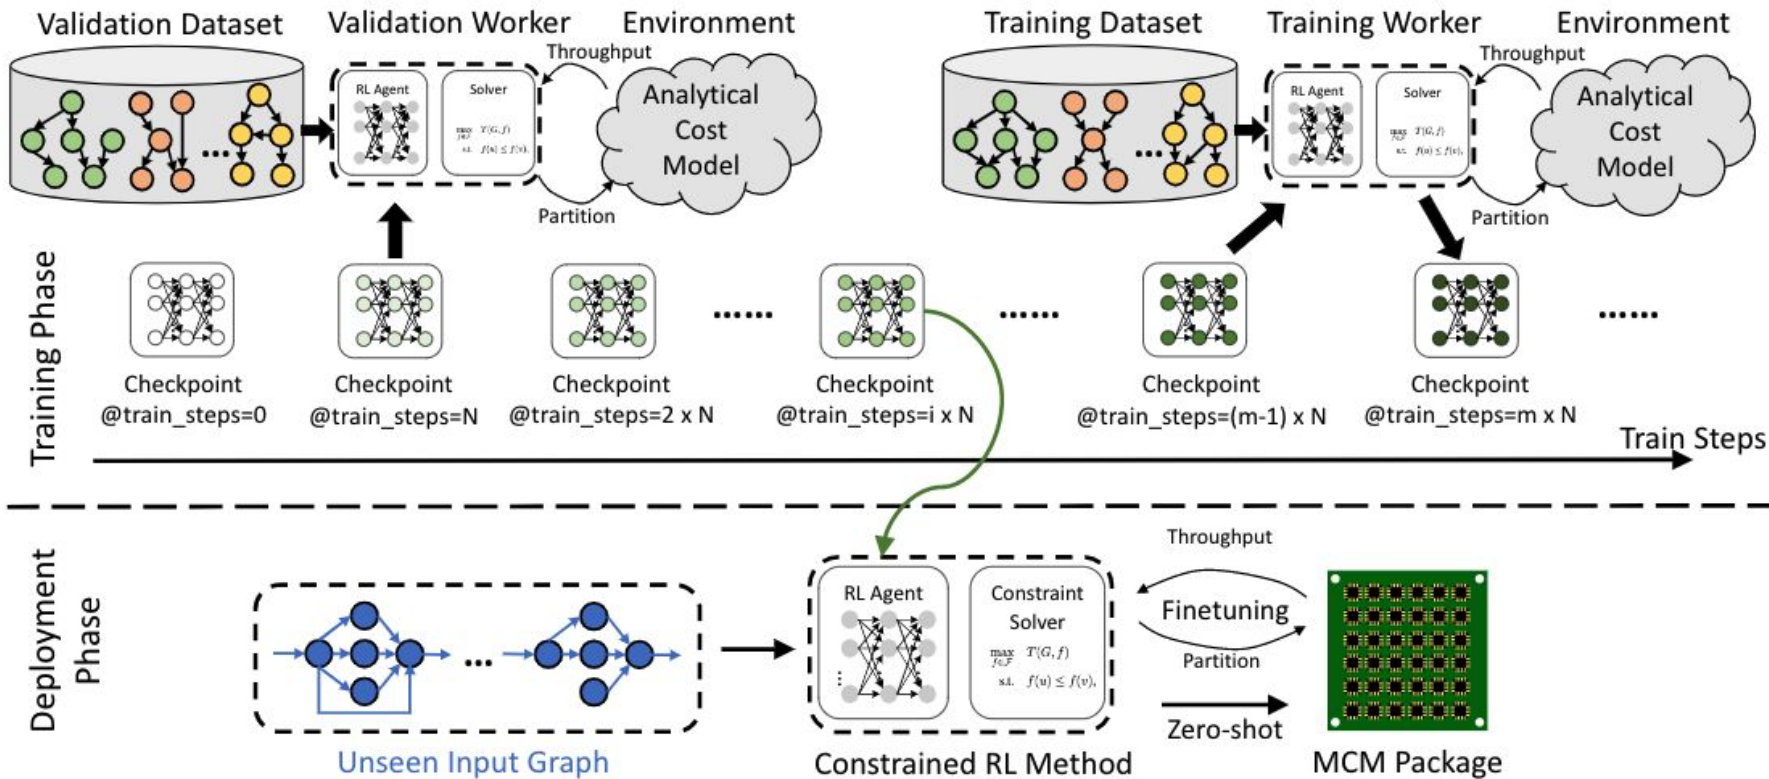 Validation Dataset
Validation Worker
Environment
Throughput
RL Agent
Solver
max T(G, f)
f∈F
s.t. f(u) ≤ f(v),
Analytical
Cost
Model
Partition
...
Training Dataset
Training Worker
Environment
Throughput
RL Agent
Solver
max T(G, f)
f∈F
s.t. f(u) ≤ f(v),
Analytical
Cost
Model
Partition
...
Training Phase
......
......
......
Checkpoint
@train_steps=0
Checkpoint
@train_steps=N
Checkpoint
@train_steps=2 x N
Checkpoint
@train_steps=i x N
Checkpoint
@train_steps=(m-1) x N
Checkpoint
@train_steps=m x N
Train Steps
Deployment
Phase
...
Unseen Input Graph
RL Agent
...
Constraint
Solver
max T(G, f)
f∈F
s.t. f(u) ≤ f(v),
Constrained RL Method
Throughput
Finetuning
Partition
Zero-shot
MCM Package